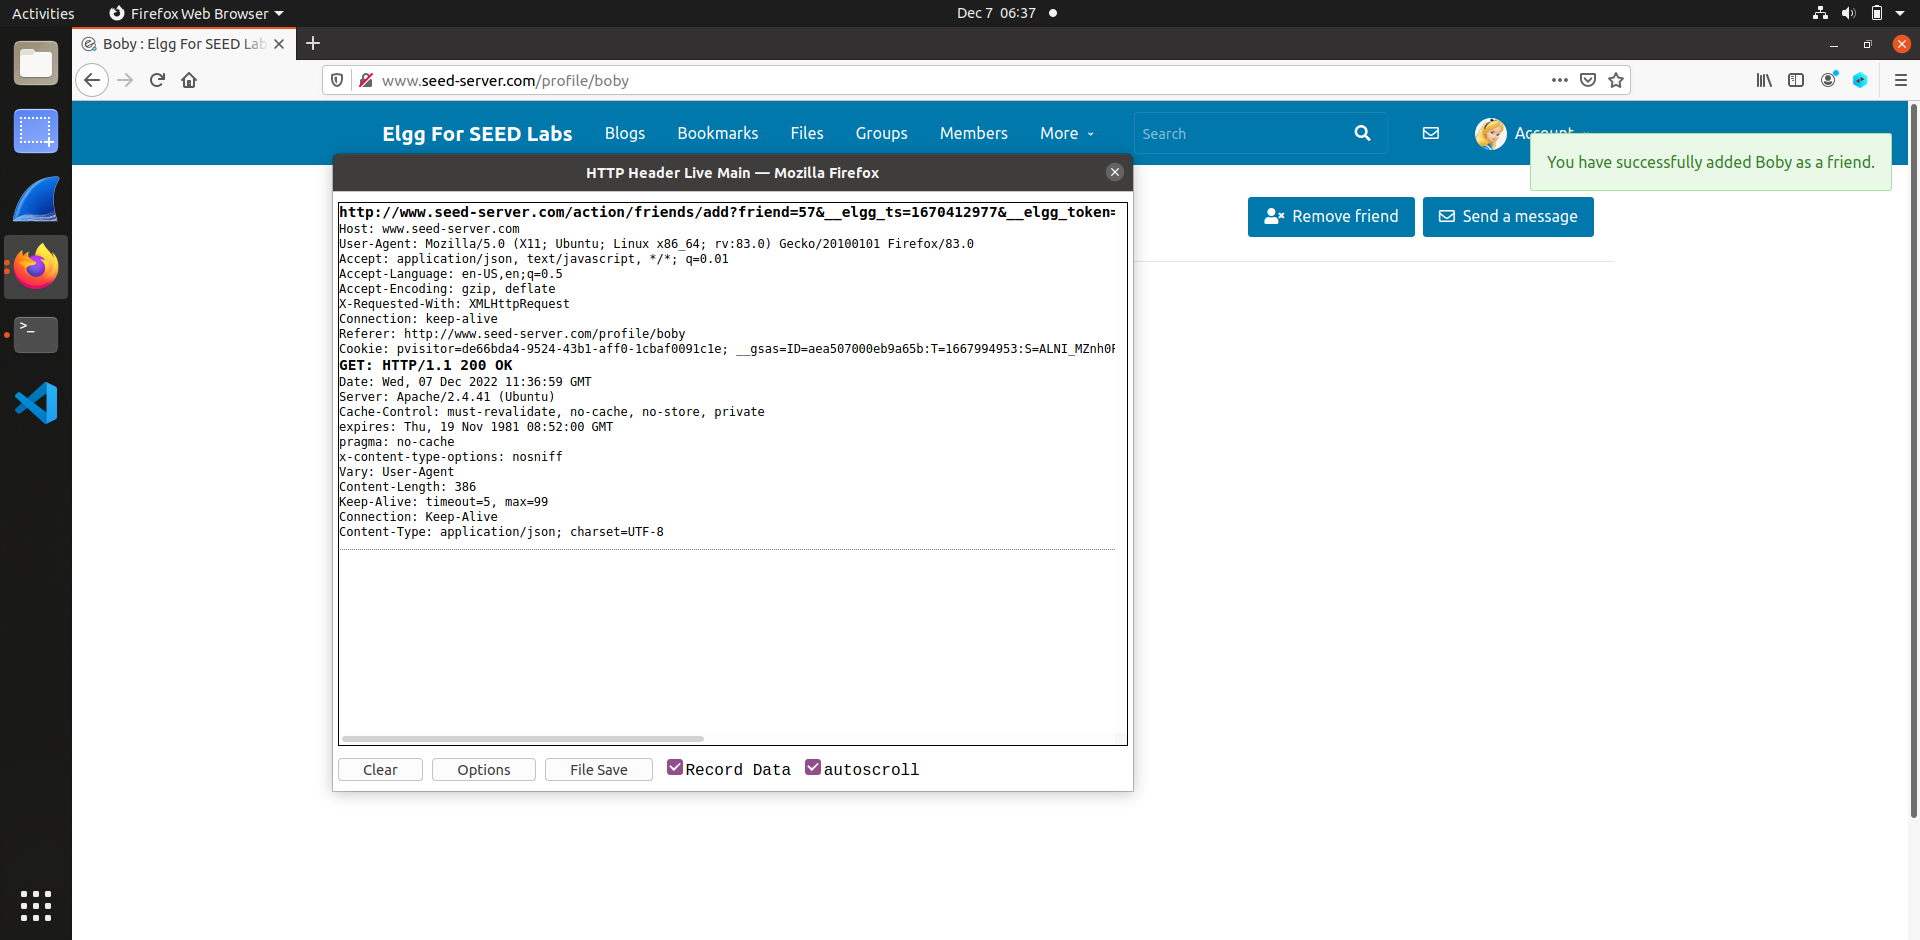 Activities
Firefox Web Browser
Dec 7 06:37
Boby : Elgg For SEED Lab
www.seed-server.com/profile/boby
Elgg For SEED Labs
Blogs
Bookmarks
Files
Groups
Members
More
Search
Account
You have successfully added Boby as a friend.
Remove friend
Send a message
HTTP Header Live Main — Mozilla Firefox
http://www.seed-server.com/action/friends/add?friend=57&__elgg_ts=1670412977&__elgg_token=
Host: www.seed-server.com
User-Agent: Mozilla/5.0 (X11; Ubuntu; Linux x86_64; rv:83.0) Gecko/20100101 Firefox/83.0
Accept: application/json, text/javascript, */*; q=0.01
Accept-Language: en-US,en;q=0.5
Accept-Encoding: gzip, deflate
X-Requested-With: XMLHttpRequest
Connection: keep-alive
Referer: http://www.seed-server.com/profile/boby
Cookie: pvisitor=de66bda4-9524-43b1-aff0-1cbaf0091c1e; __gsas=ID=aea507000eb9a65b:T=1667994953:S=ALNI_MZnh0F
GET: HTTP/1.1 200 OK
Date: Wed, 07 Dec 2022 11:36:59 GMT
Server: Apache/2.4.41 (Ubuntu)
Cache-Control: must-revalidate, no-cache, no-store, private
expires: Thu, 19 Nov 1981 08:52:00 GMT
pragma: no-cache
x-content-type-options: nosniff
Vary: User-Agent
Content-Length: 386
Keep-Alive: timeout=5, max=99
Connection: Keep-Alive
Content-Type: application/json; charset=UTF-8
Clear
Options
File Save
Record Data
autoscroll